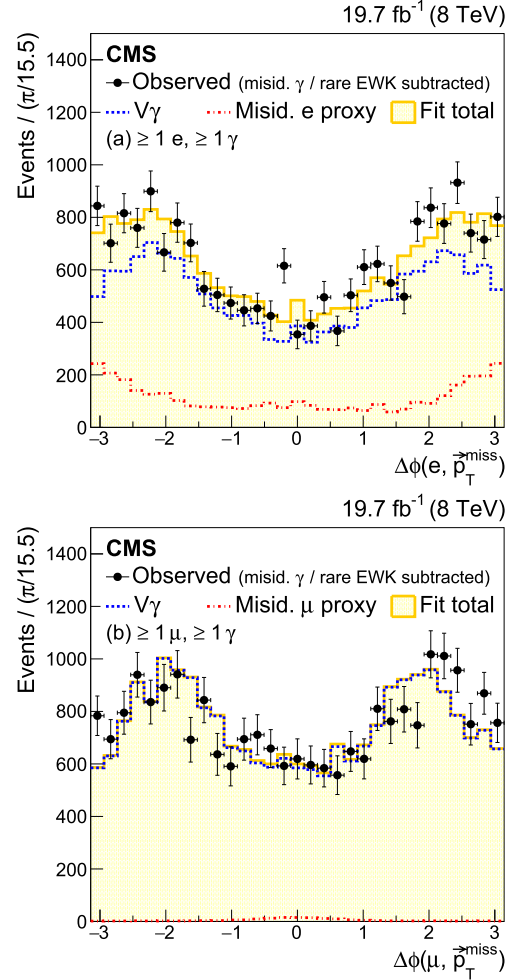 19.7 fb⁻¹ (8 TeV)
Events / (π/15.5)
1400
1200
1000
800
600
400
200
0
CMS
Observed (misid. γ / rare EWK subtracted)
Vγ Misid. e proxy Fit total
(a) ≥ 1 e, ≥ 1 γ
−3 −2 −1 0 1 2 3
Δϕ(e, p⃗_T^miss)
19.7 fb⁻¹ (8 TeV)
Events / (π/15.5)
1400
1200
1000
800
600
400
200
0
CMS
Observed (misid. γ / rare EWK subtracted)
Vγ Misid. μ proxy Fit total
(b) ≥ 1 μ, ≥ 1 γ
−3 −2 −1 0 1 2 3
Δϕ(μ, p⃗_T^miss)